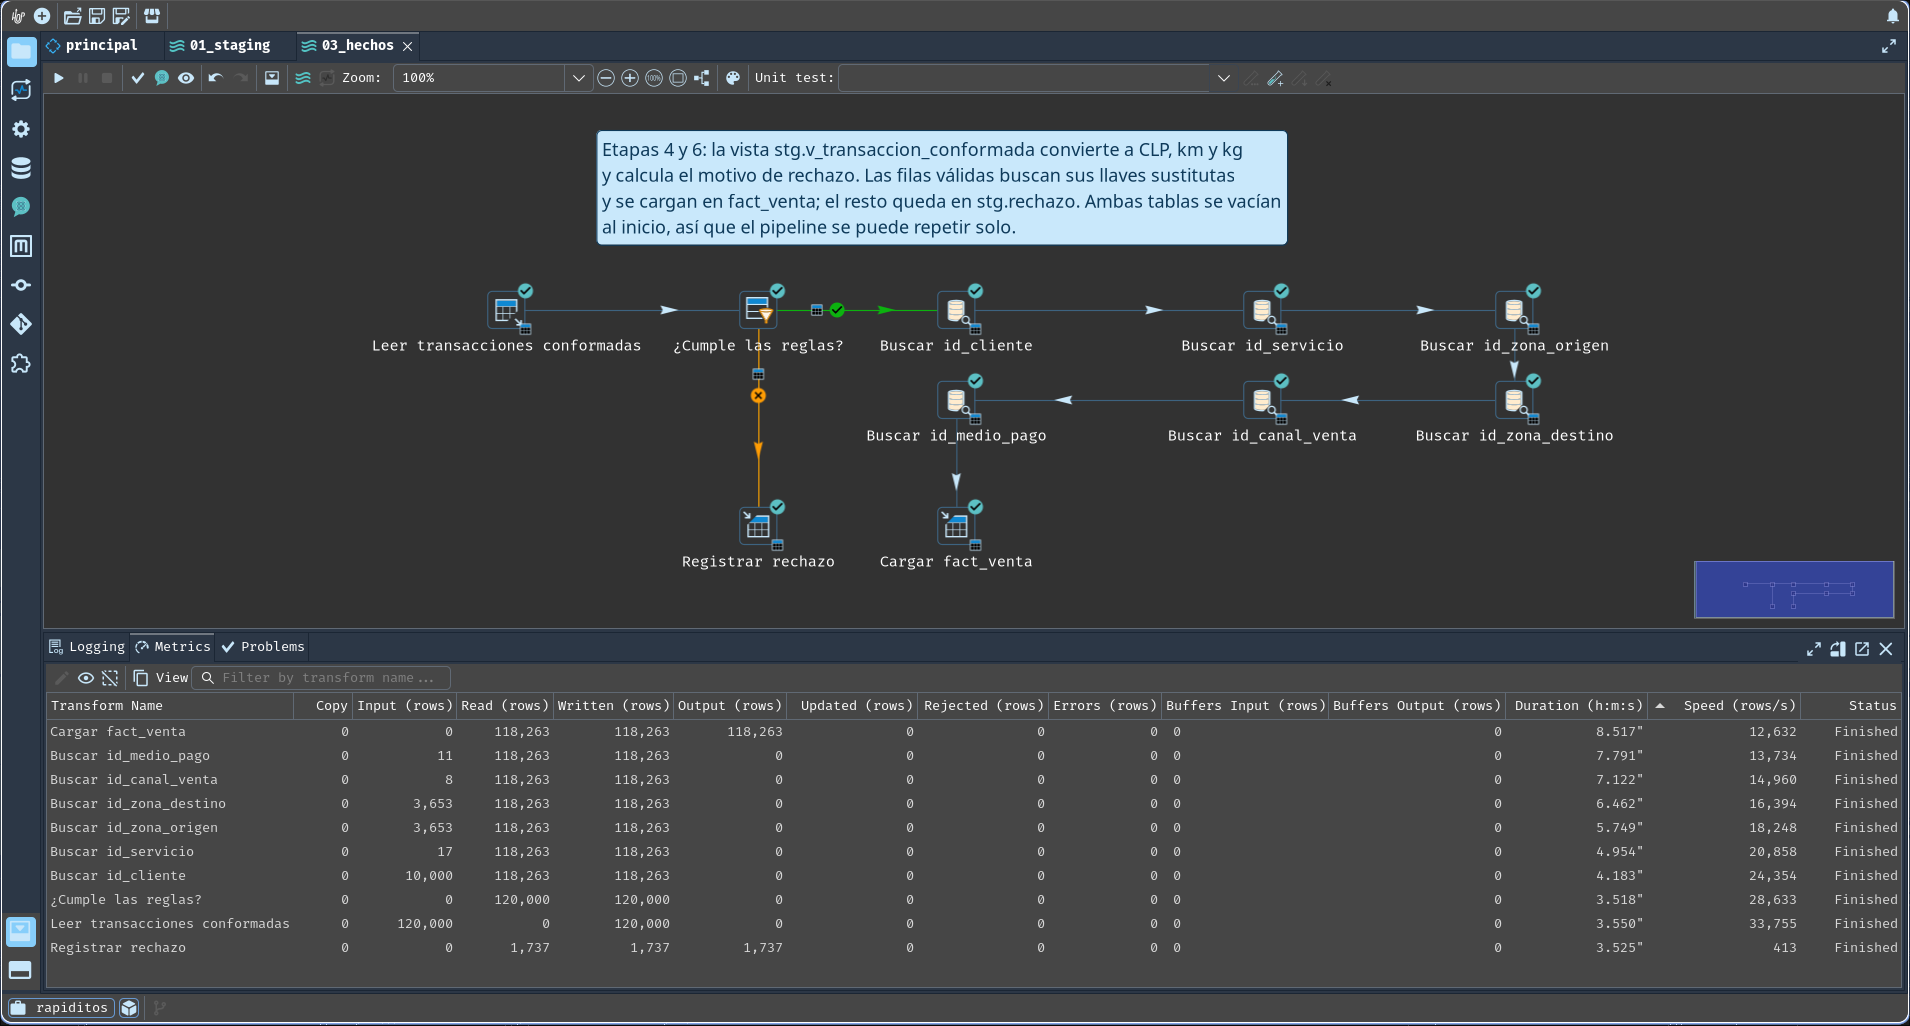 hop
principal 01_staging 03_hechos
Zoom: 100% 100% Unit test:
Etapas 4 y 6: la vista stg.v_transaccion_conformada convierte a CLP, km y kg
y calcula el motivo de rechazo. Las filas válidas buscan sus llaves sustitutas
y se cargan en fact_venta; el resto queda en stg.rechazo. Ambas tablas se vacían
al inicio, así que el pipeline se puede repetir solo.
Leer transacciones conformadas ¿Cumple las reglas? Buscar id_cliente Buscar id_servicio Buscar id_zona_origen
Buscar id_medio_pago Buscar id_canal_venta Buscar id_zona_destino
Registrar rechazo Cargar fact_venta
Logging Metrics Problems
View Filter by transform name ...
Transform Name Copy Input (rows) Read (rows) Written (rows) Output (rows) Updated (rows) Rejected (rows) Errors (rows) Buffers Input (rows) Buffers Output (rows) Duration (h:m:s) Speed (rows/s) Status
Cargar fact_venta 0 0 118,263 118,263 118,263 0 0 0 0 0 8.517" 12,632 Finished
Buscar id_medio_pago 0 11 118,263 118,263 0 0 0 0 0 0 7.791" 13,734 Finished
Buscar id_canal_venta 0 8 118,263 118,263 0 0 0 0 0 0 7.122" 14,960 Finished
Buscar id_zona_destino 0 3,653 118,263 118,263 0 0 0 0 0 0 6.462" 16,394 Finished
Buscar id_zona_origen 0 3,653 118,263 118,263 0 0 0 0 0 0 5.749" 18,248 Finished
Buscar id_servicio 0 17 118,263 118,263 0 0 0 0 0 0 4.954" 20,858 Finished
Buscar id_cliente 0 10,000 118,263 118,263 0 0 0 0 0 0 4.183" 24,354 Finished
¿Cumple las reglas? 0 0 120,000 120,000 0 0 0 0 0 0 3.518" 28,633 Finished
Leer transacciones conformadas 0 120,000 0 120,000 0 0 0 0 0 0 3.550" 33,755 Finished
Registrar rechazo 0 0 1,737 1,737 1,737 0 0 0 0 0 3.525" 413 Finished
rapiditos